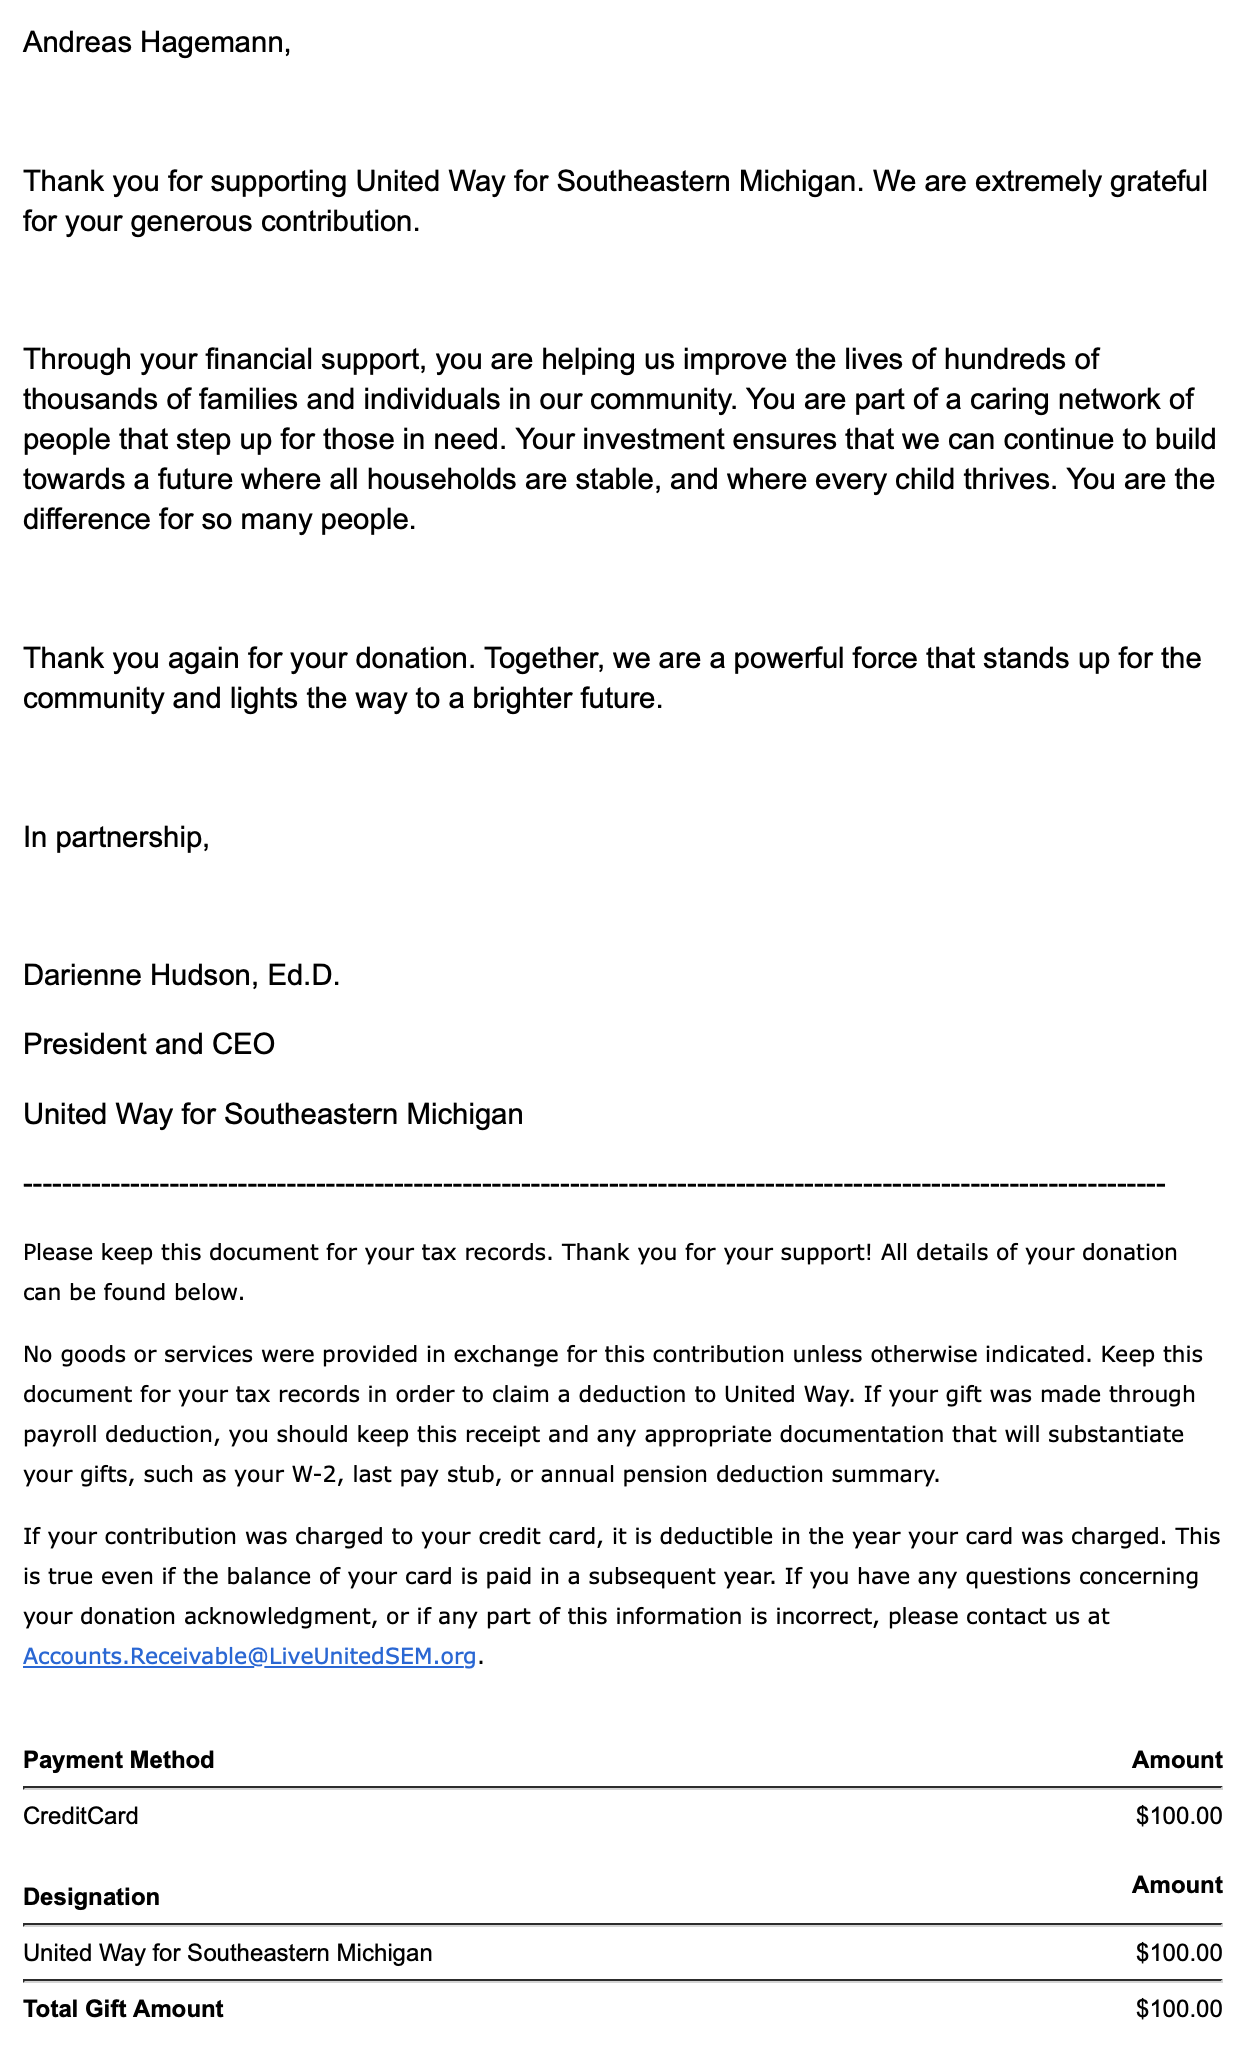 Andreas Hagemann,
Thank you for supporting United Way for Southeastern Michigan. We are extremely grateful
for your generous contribution.
Through your financial support, you are helping us improve the lives of hundreds of
thousands of families and individuals in our community. You are part of a caring network of
people that step up for those in need. Your investment ensures that we can continue to build
towards a future where all households are stable, and where every child thrives. You are the
difference for so many people.
Thank you again for your donation. Together, we are a powerful force that stands up for the
community and lights the way to a brighter future.
In partnership,
Darienne Hudson, Ed.D.
President and CEO
United Way for Southeastern Michigan
---------------------------------------------------------------------------------------------------------------------
Please keep this document for your tax records. Thank you for your support! All details of your donation
can be found below.
No goods or services were provided in exchange for this contribution unless otherwise indicated. Keep this
document for your tax records in order to claim a deduction to United Way. If your gift was made through
payroll deduction, you should keep this receipt and any appropriate documentation that will substantiate
your gifts, such as your W-2, last pay stub, or annual pension deduction summary.
If your contribution was charged to your credit card, it is deductible in the year your card was charged. This
is true even if the balance of your card is paid in a subsequent year. If you have any questions concerning
your donation acknowledgment, or if any part of this information is incorrect, please contact us at
Accounts.Receivable@LiveUnitedSEM.org.
Payment Method Amount
CreditCard $100.00
Designation Amount
United Way for Southeastern Michigan $100.00
Total Gift Amount $100.00